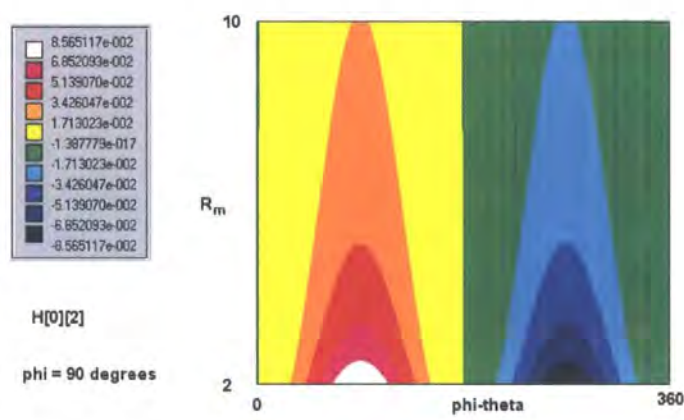 8.565117e-002
6.852093e-002
5.139070e-002
3.426047e-002
1.713023e-002
-1.387779e-017
-1.713023e-002
-3.426047e-002
-5.139070e-002
-6.852093e-002
-8.565117e-002
H[0][2]
phi = 90 degrees
10
Rm
2
0
phi-theta
360